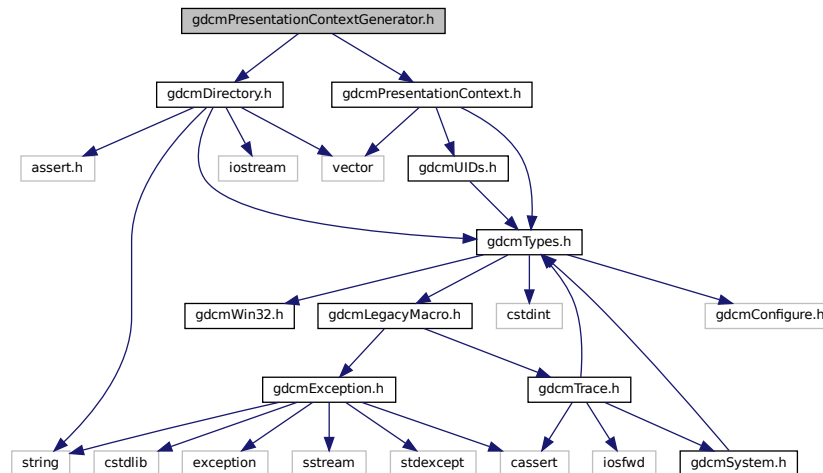 gdcmPresentationContextGenerator.h
gdcmDirectory.h
gdcmPresentationContext.h
assert.h
iostream
vector
gdcmUIDs.h
gdcmTypes.h
gdcmWin32.h
gdcmLegacyMacro.h
cstdint
gdcmConfigure.h
gdcmException.h
gdcmTrace.h
string
cstdlib
exception
sstream
stdexcept
cassert
iosfwd
gdcmSystem.h